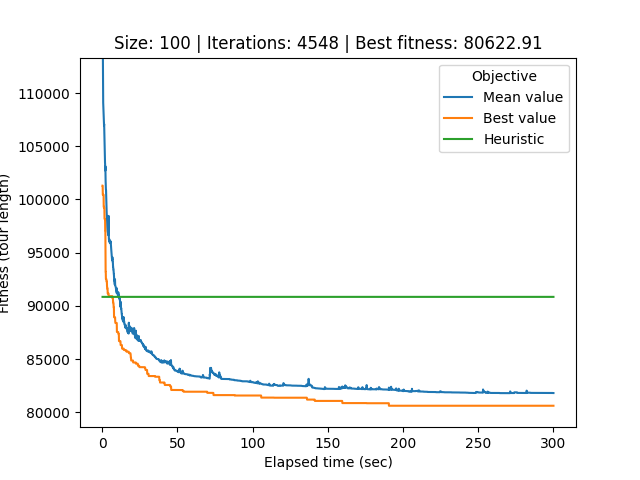 Size: 100 | Iterations: 4548 | Best fitness: 80622.91
Objective
Mean value
Best value
Heuristic
110000
105000
100000
95000
90000
85000
80000
Fitness (tour length)
0
50
100
150
200
250
300
Elapsed time (sec)